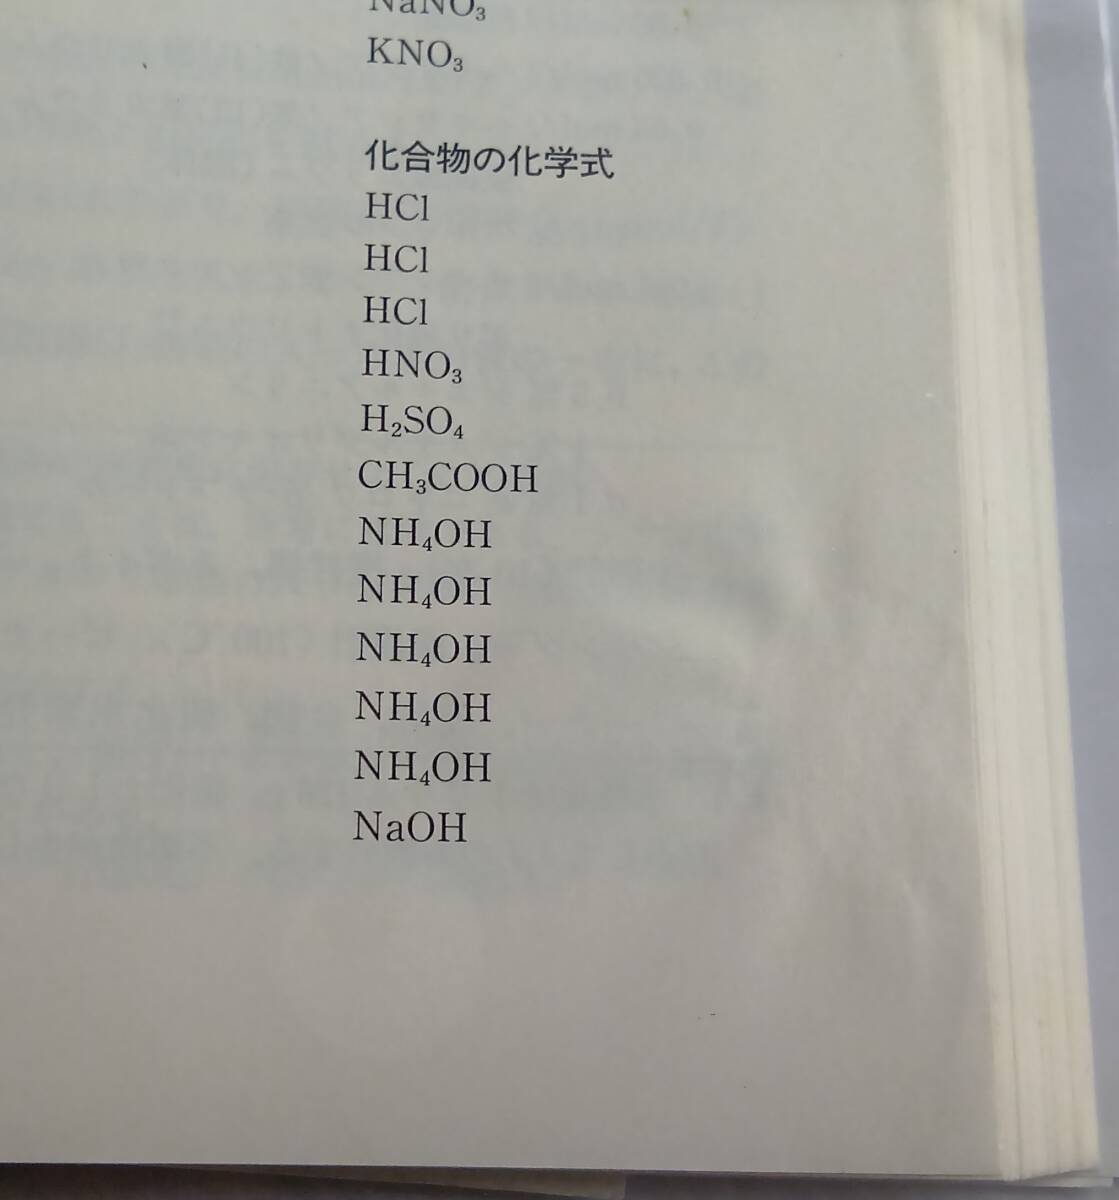 NaNO₃
KNO₃
化合物の化学式
HCl
HCl
HCl
HNO₃
H₂SO₄
CH₃COOH
NH₄OH
NH₄OH
NH₄OH
NH₄OH
NH₄OH
NaOH